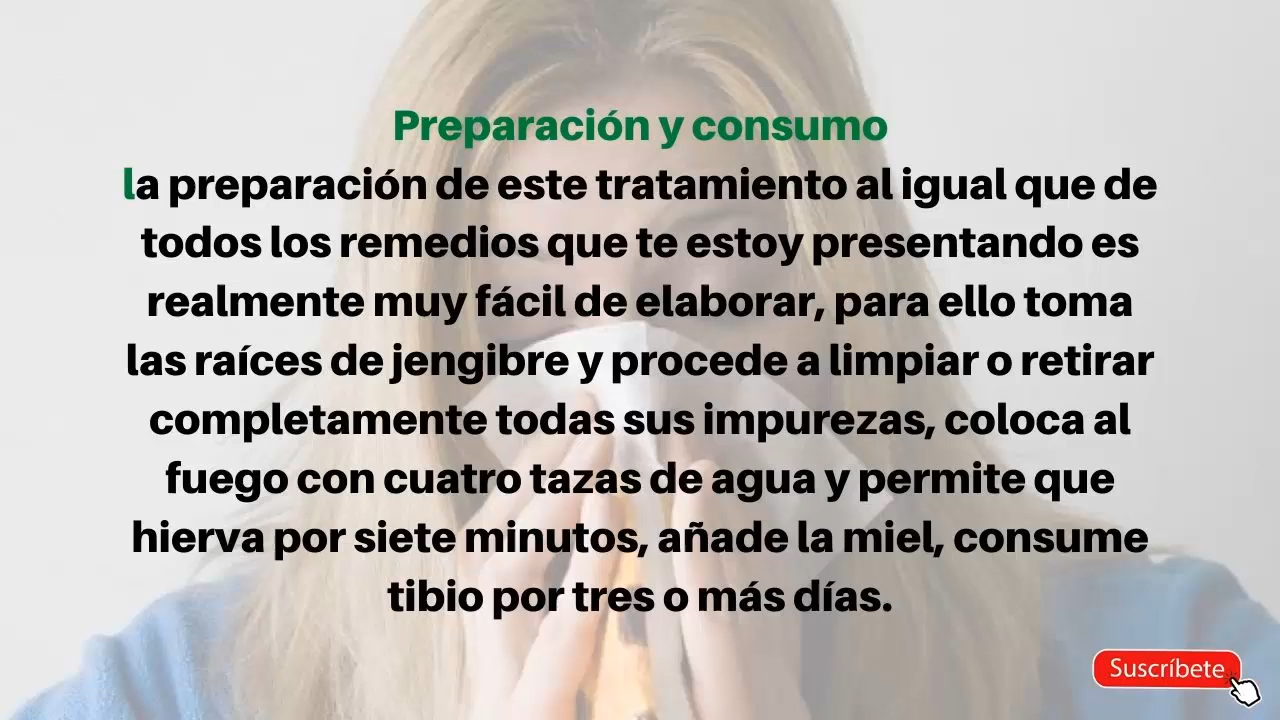 Preparación y consumo
la preparación de este tratamiento al igual que de
todos los remedios que te estoy presentando es
realmente muy fácil de elaborar, para ello toma
las raíces de jengibre y procede a limpiar o retirar
completamente todas sus impurezas, coloca al
fuego con cuatro tazas de agua y permite que
hierva por siete minutos, añade la miel, consume
tibio por tres o más días.
Suscríbete